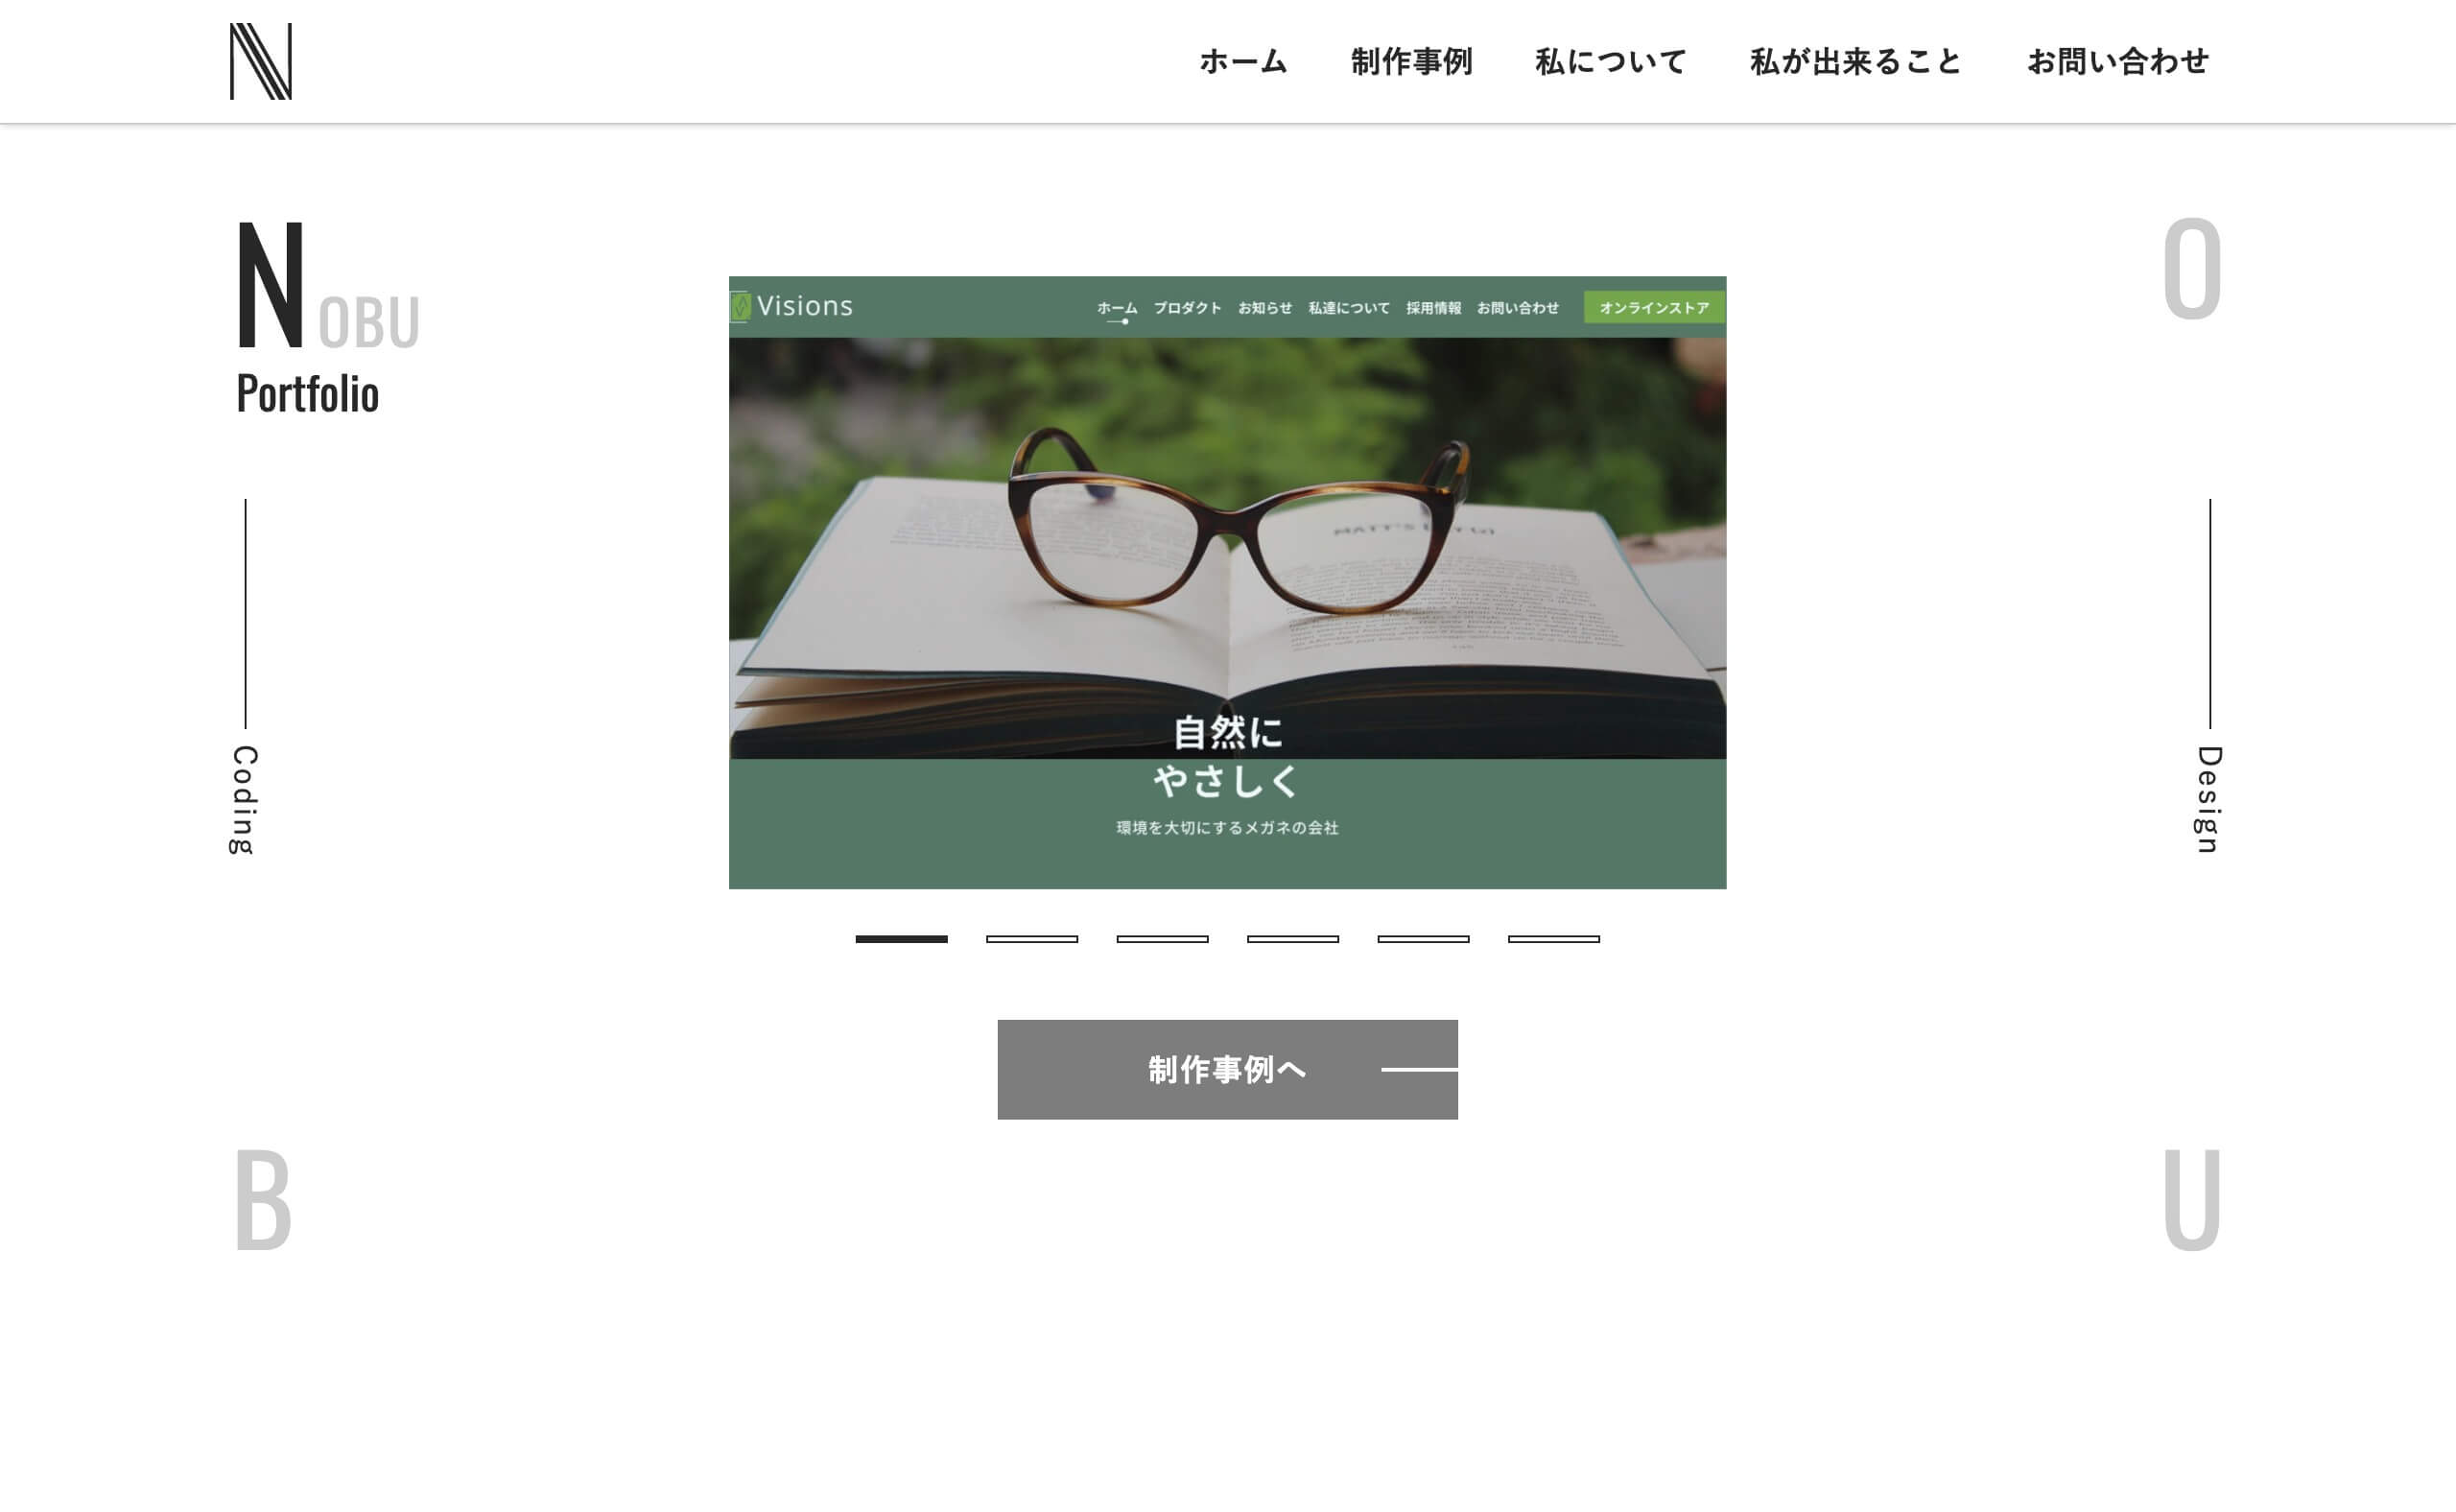 N
ホーム 制作事例 私について 私が出来ること お問い合わせ
NOBU
Portfolio
O
Visions
ホーム プロダクト お知らせ 私達について 採用情報 お問い合わせ オンラインストア
自然に
やさしく
環境を大切にするメガネの会社
Coding
Design
制作事例へ
B
U